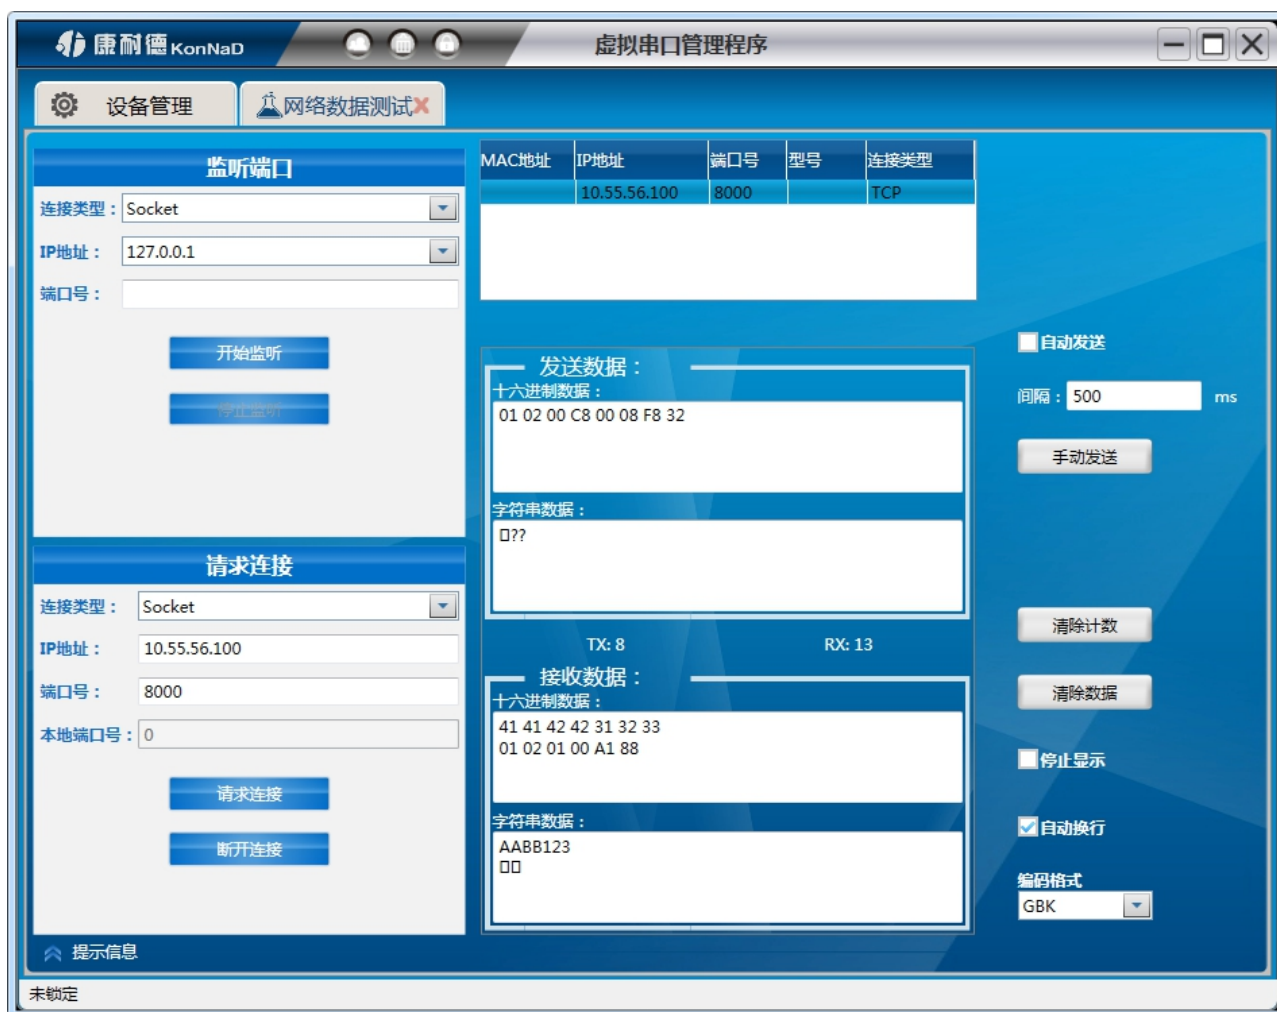 康耐德 KonNaD
虚拟串口管理程序
设备管理
网络数据测试
监听端口
连接类型：Socket
IP地址：127.0.0.1
端口号：
开始监听
停止监听
请求连接
连接类型：Socket
IP地址：10.55.56.100
端口号：8000
本地端口号：0
请求连接
断开连接
MAC地址 IP地址 端口号 型号 连接类型
10.55.56.100 8000 TCP
发送数据：
十六进制数据：
01 02 00 C8 00 08 F8 32
字符串数据：
□??
TX: 8 RX: 13
接收数据：
十六进制数据：
41 41 42 42 31 32 33
01 02 01 00 A1 88
字符串数据：
AABB123
□□
自动发送
间隔：500 ms
手动发送
清除计数
清除数据
停止显示
自动换行
编码格式
GBK
提示信息
未锁定